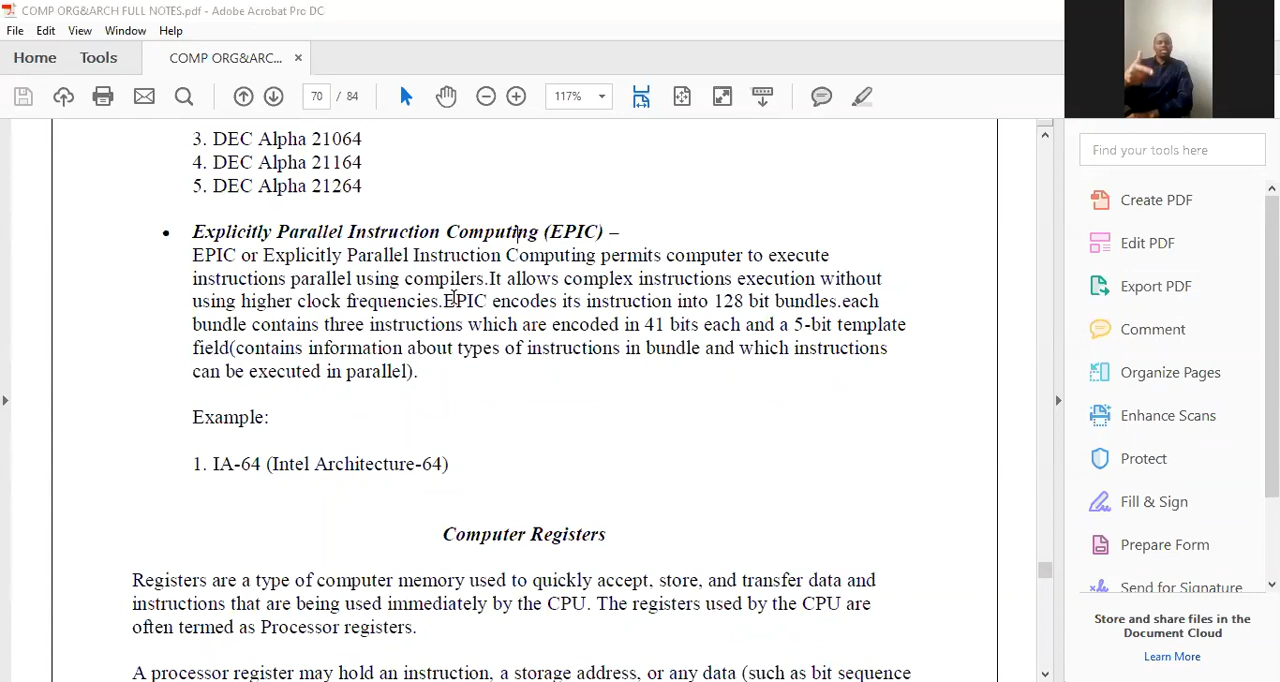 COMP ORG&ARCH FULL NOTES.pdf - Adobe Acrobat Pro DC
File Edit View Window Help
Home Tools COMP ORG&ARC... ×
70 / 84 117%
3. DEC Alpha 21064
4. DEC Alpha 21164
5. DEC Alpha 21264
• Explicitly Parallel Instruction Computing (EPIC) –
EPIC or Explicitly Parallel Instruction Computing permits computer to execute
instructions parallel using compilers.It allows complex instructions execution without
using higher clock frequencies.EPIC encodes its instruction into 128 bit bundles.each
bundle contains three instructions which are encoded in 41 bits each and a 5-bit template
field(contains information about types of instructions in bundle and which instructions
can be executed in parallel).
Example:
1. IA-64 (Intel Architecture-64)
Computer Registers
Registers are a type of computer memory used to quickly accept, store, and transfer data and
instructions that are being used immediately by the CPU. The registers used by the CPU are
often termed as Processor registers.
A processor register may hold an instruction, a storage address, or any data (such as bit sequence
Find your tools here
Create PDF
Edit PDF
Export PDF
Comment
Organize Pages
Enhance Scans
Protect
Fill & Sign
Prepare Form
Send for Signature
Store and share files in the
Document Cloud
Learn More